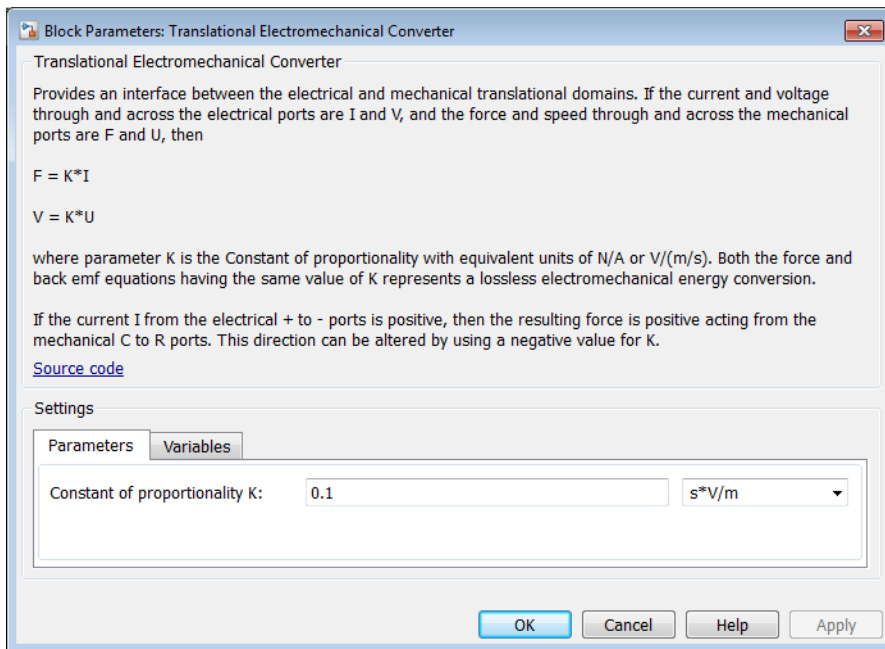 Block Parameters: Translational Electromechanical Converter
Translational Electromechanical Converter
Provides an interface between the electrical and mechanical translational domains. If the current and voltage
through and across the electrical ports are I and V, and the force and speed through and across the mechanical
ports are F and U, then
F = K*I
V = K*U
where parameter K is the Constant of proportionality with equivalent units of N/A or V/(m/s). Both the force and
back emf equations having the same value of K represents a lossless electromechanical energy conversion.
If the current I from the electrical + to - ports is positive, then the resulting force is positive acting from the
mechanical C to R ports. This direction can be altered by using a negative value for K.
Source code
Settings
Parameters Variables
Constant of proportionality K: 0.1 s*V/m
OK Cancel Help Apply